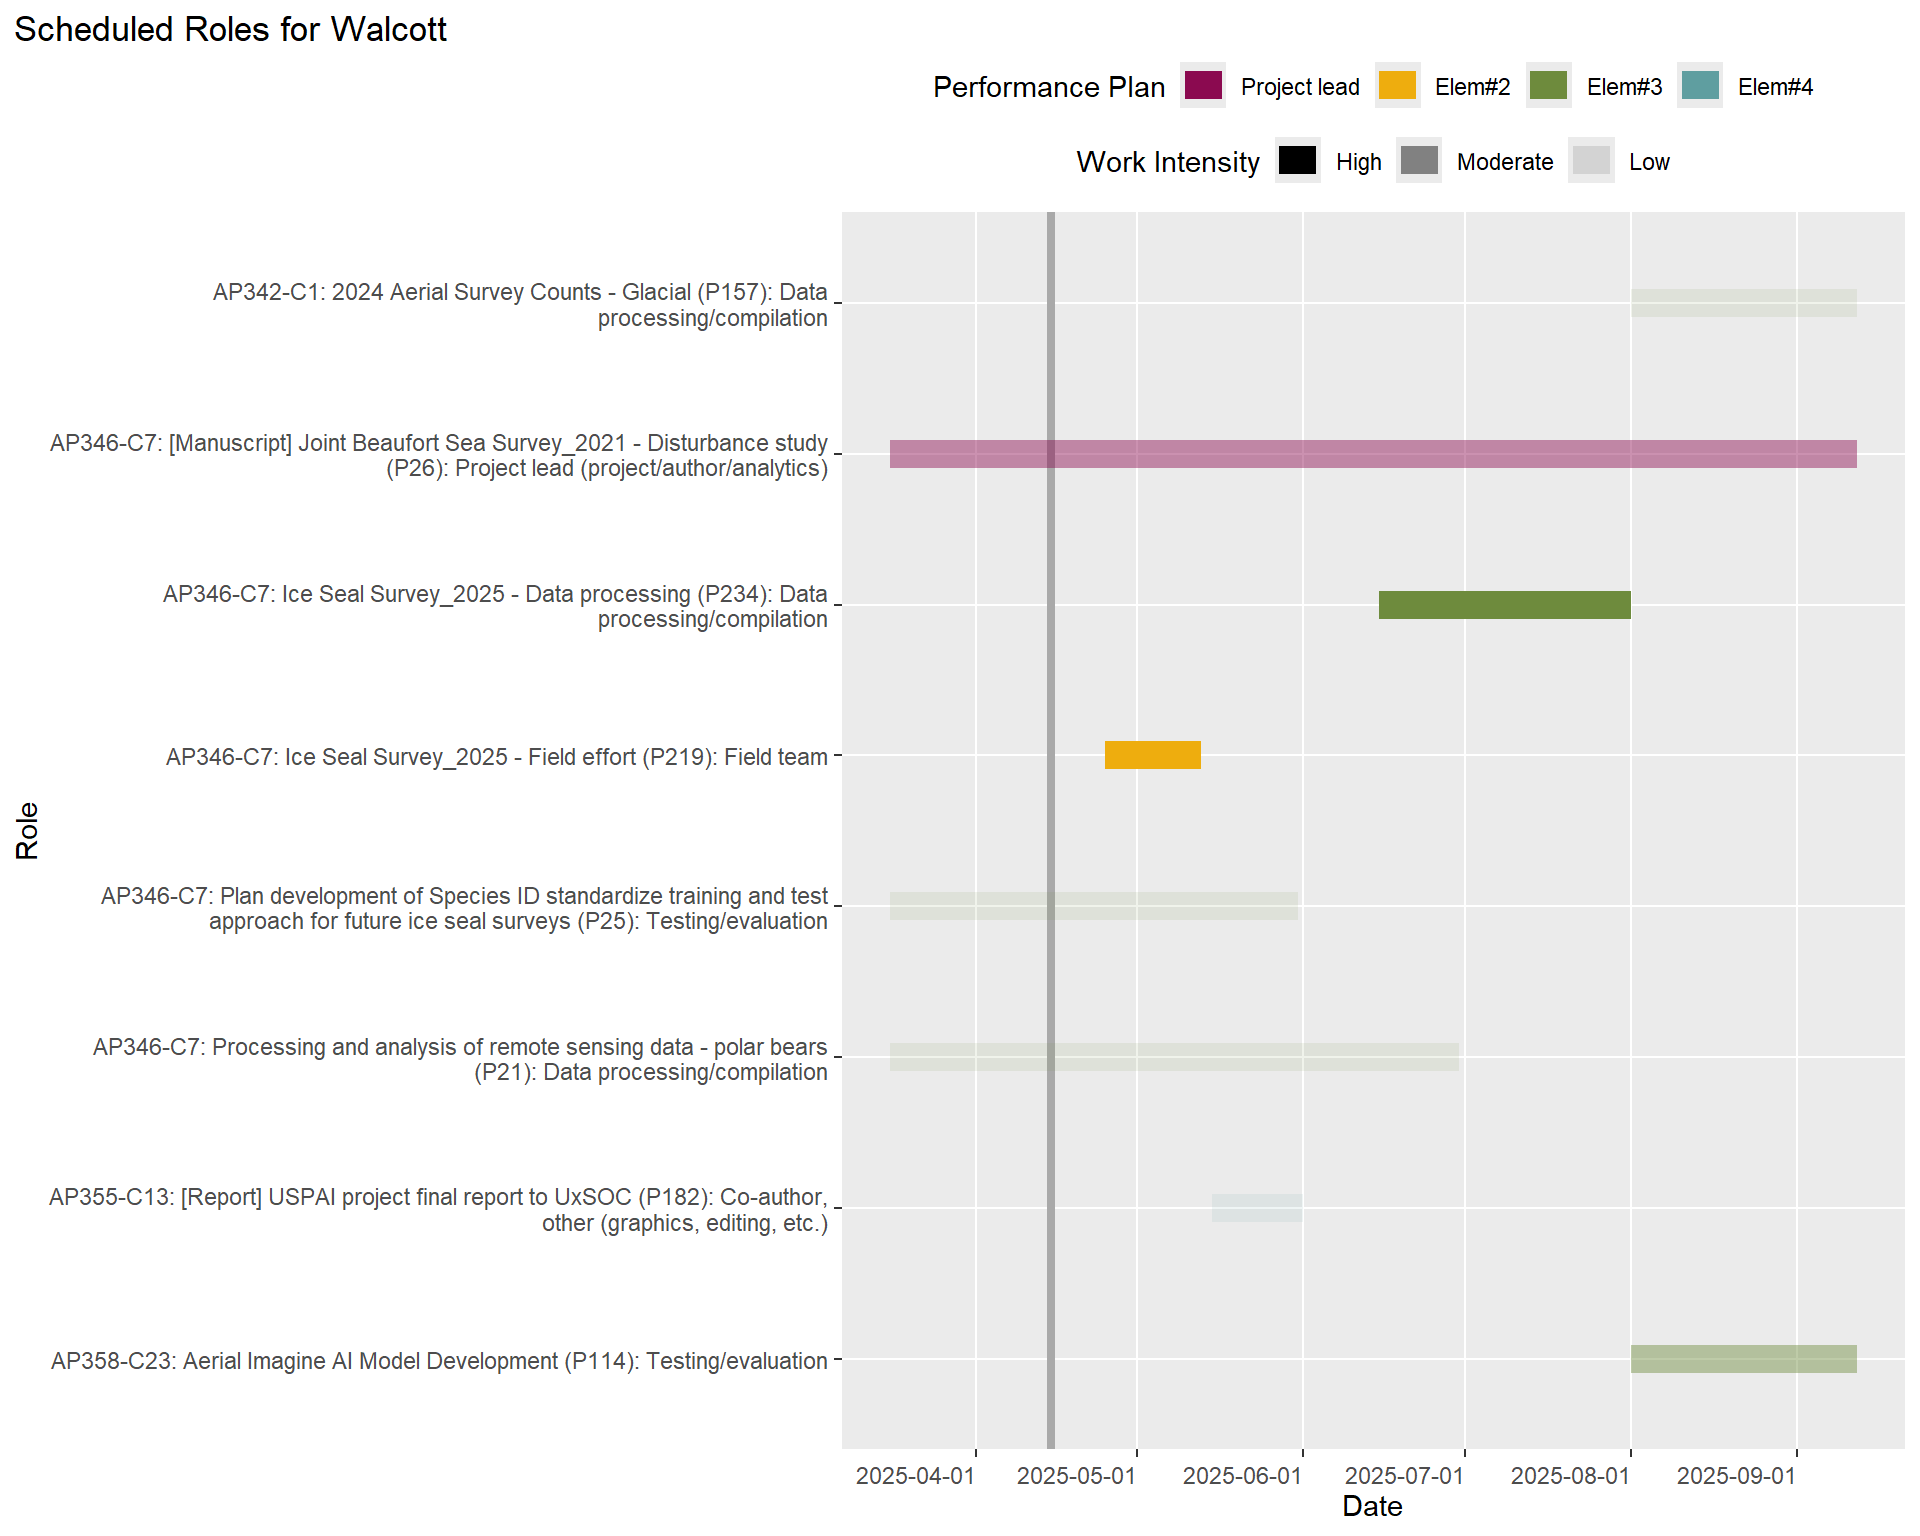 Scheduled Roles for Walcott
Performance Plan Project lead Elem#2 Elem#3 Elem#4
Work Intensity High Moderate Low
AP342-C1: 2024 Aerial Survey Counts - Glacial (P157): Data
processing/compilation
AP346-C7: [Manuscript] Joint Beaufort Sea Survey_2021 - Disturbance study
(P26): Project lead (project/author/analytics)
AP346-C7: Ice Seal Survey_2025 - Data processing (P234): Data
processing/compilation
AP346-C7: Ice Seal Survey_2025 - Field effort (P219): Field team
AP346-C7: Plan development of Species ID standardize training and test
approach for future ice seal surveys (P25): Testing/evaluation
AP346-C7: Processing and analysis of remote sensing data - polar bears
(P21): Data processing/compilation
AP355-C13: [Report] USPAI project final report to UxSOC (P182): Co-author,
other (graphics, editing, etc.)
AP358-C23: Aerial Imagine AI Model Development (P114): Testing/evaluation
Role
2025-04-01 2025-05-01 2025-06-01 2025-07-01 2025-08-01 2025-09-01
Date